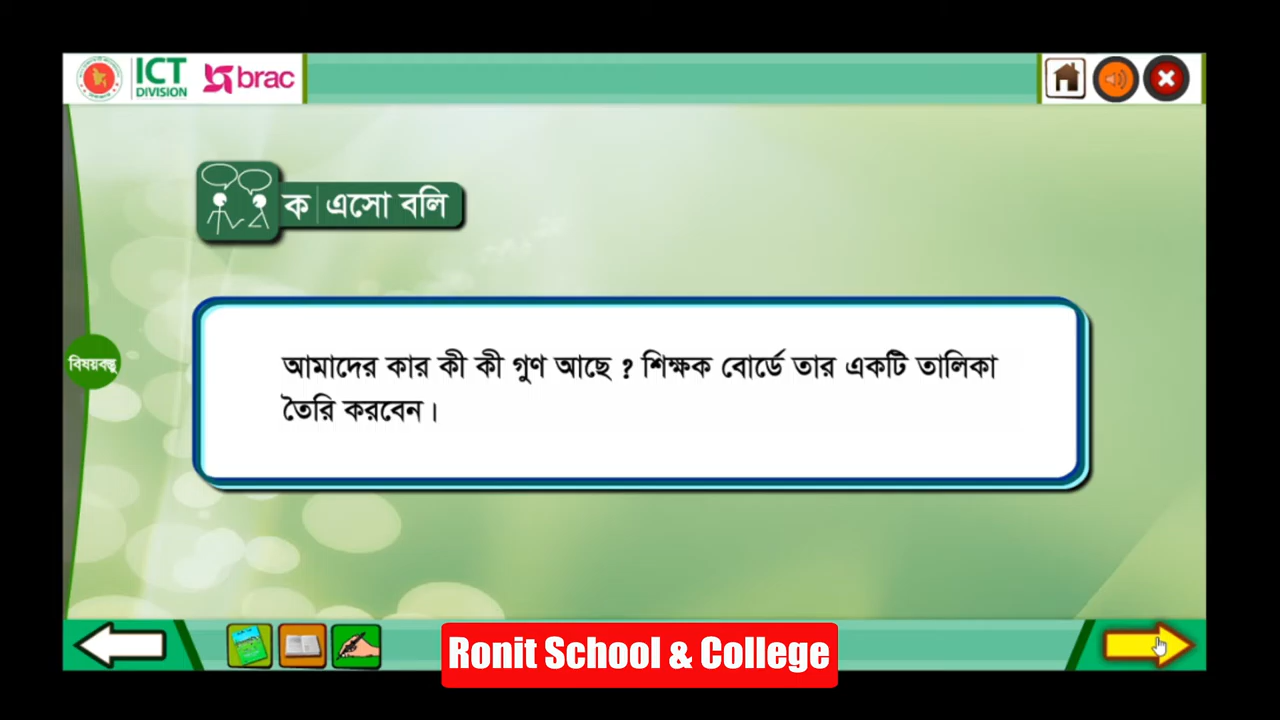 ICT
DIVISION
brac
ক এসো বলি
আমাদের কার কী কী গুণ আছে ? শিক্ষক বোর্ডে তার একটি তালিকা
তৈরি করবেন।
বিষয়বস্তু
Ronit School & College